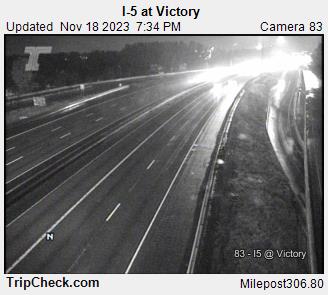 I-5 at Victory
Updated Nov 18 2023 7:34 PM Camera 83
T
N
83 - I5 @ Victory
TripCheck.com Milepost306.80